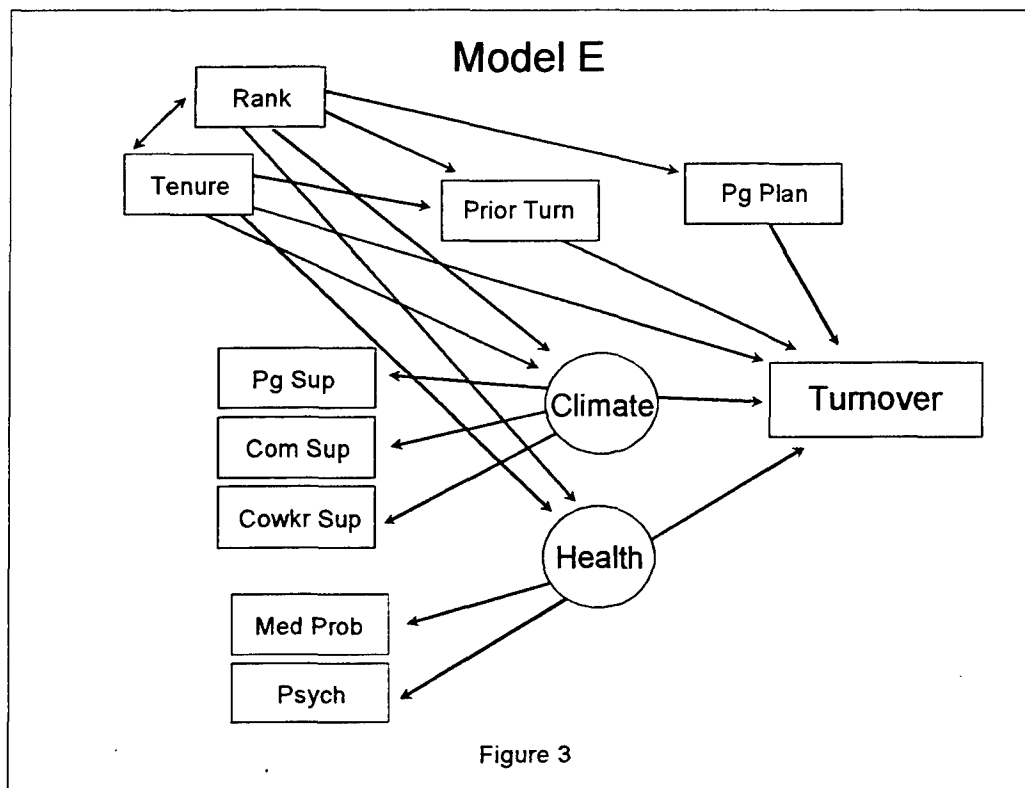 Model E
Rank
Tenure
Prior Turn
Pg Plan
Pg Sup
Climate
Turnover
Com Sup
Cowkr Sup
Health
Med Prob
Psych
Figure 3